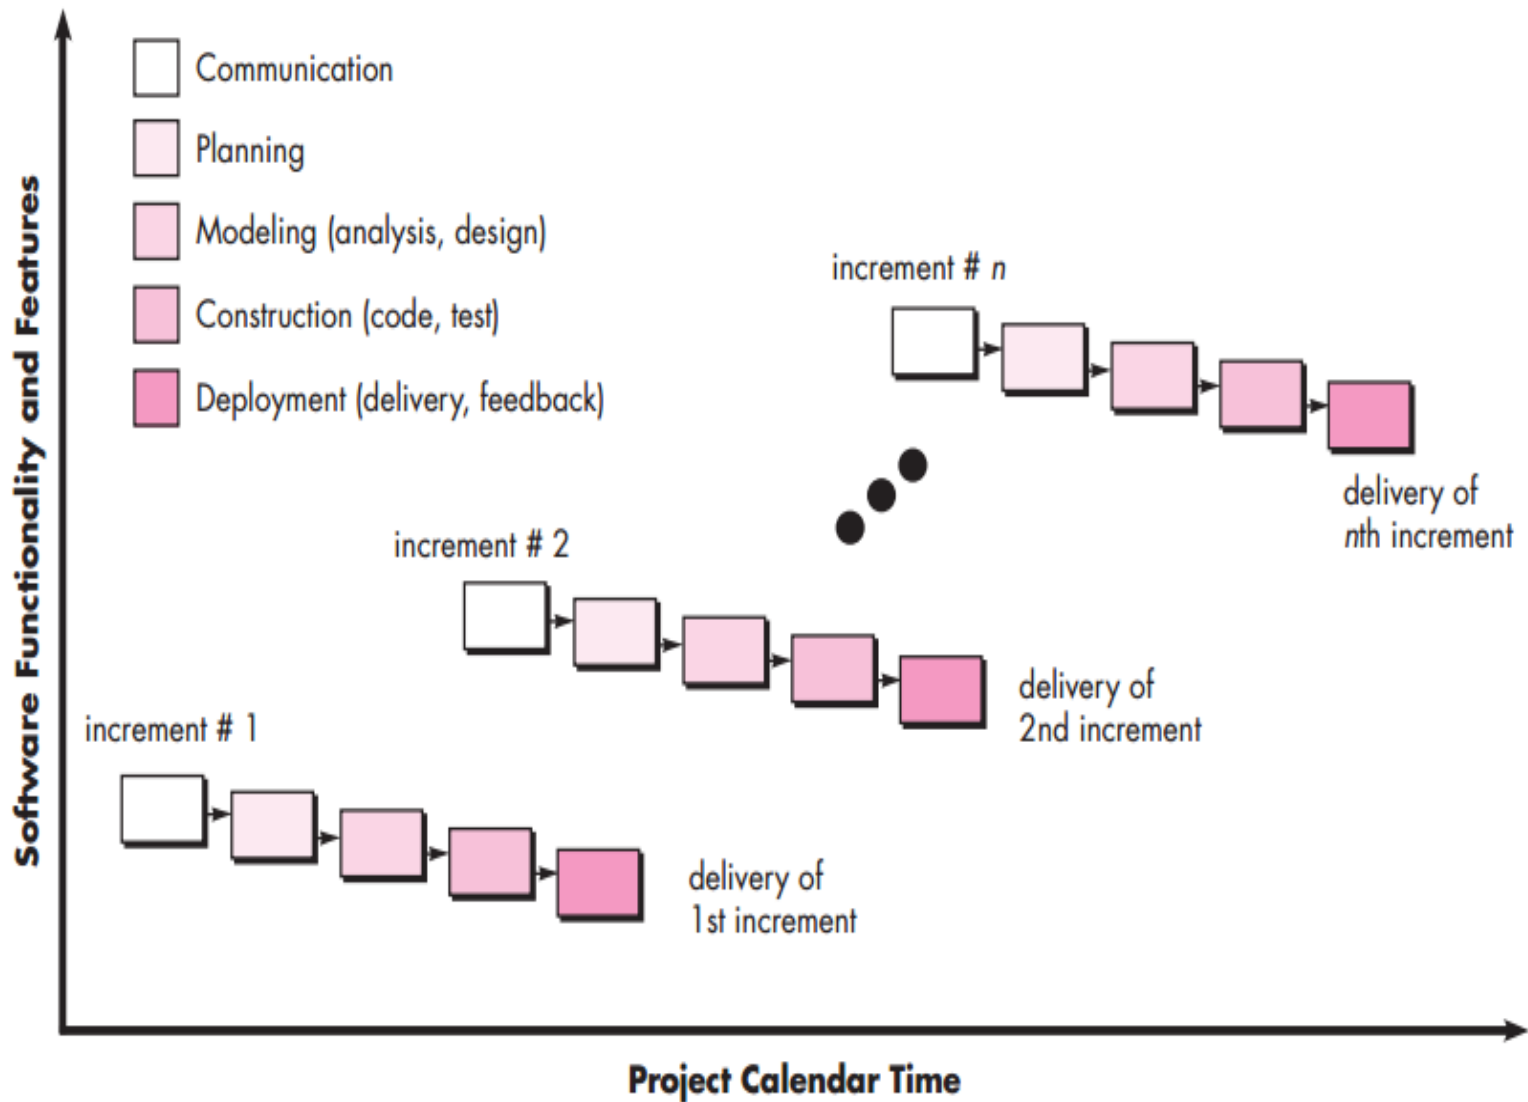 Communication
Planning
Modeling (analysis, design)
Construction (code, test)
Deployment (delivery, feedback)
increment # n
delivery of
nth increment
increment # 2
delivery of
2nd increment
increment # 1
delivery of
1st increment
Software Functionality and Features
Project Calendar Time